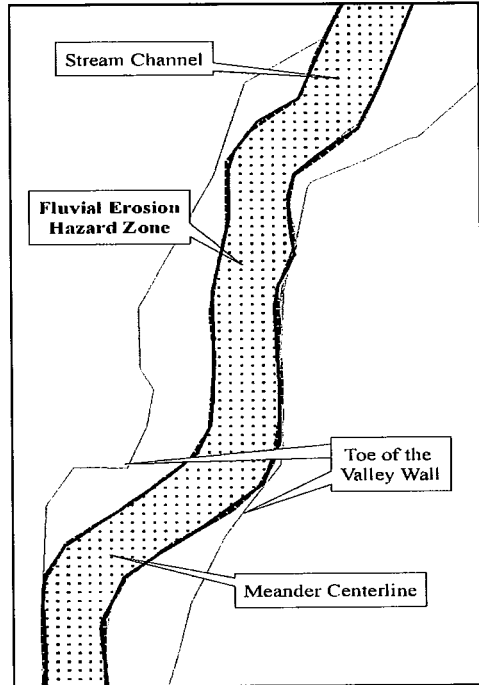 Stream Channel
Fluvial Erosion
Hazard Zone
Toe of the
Valley Wall
Meander Centerline